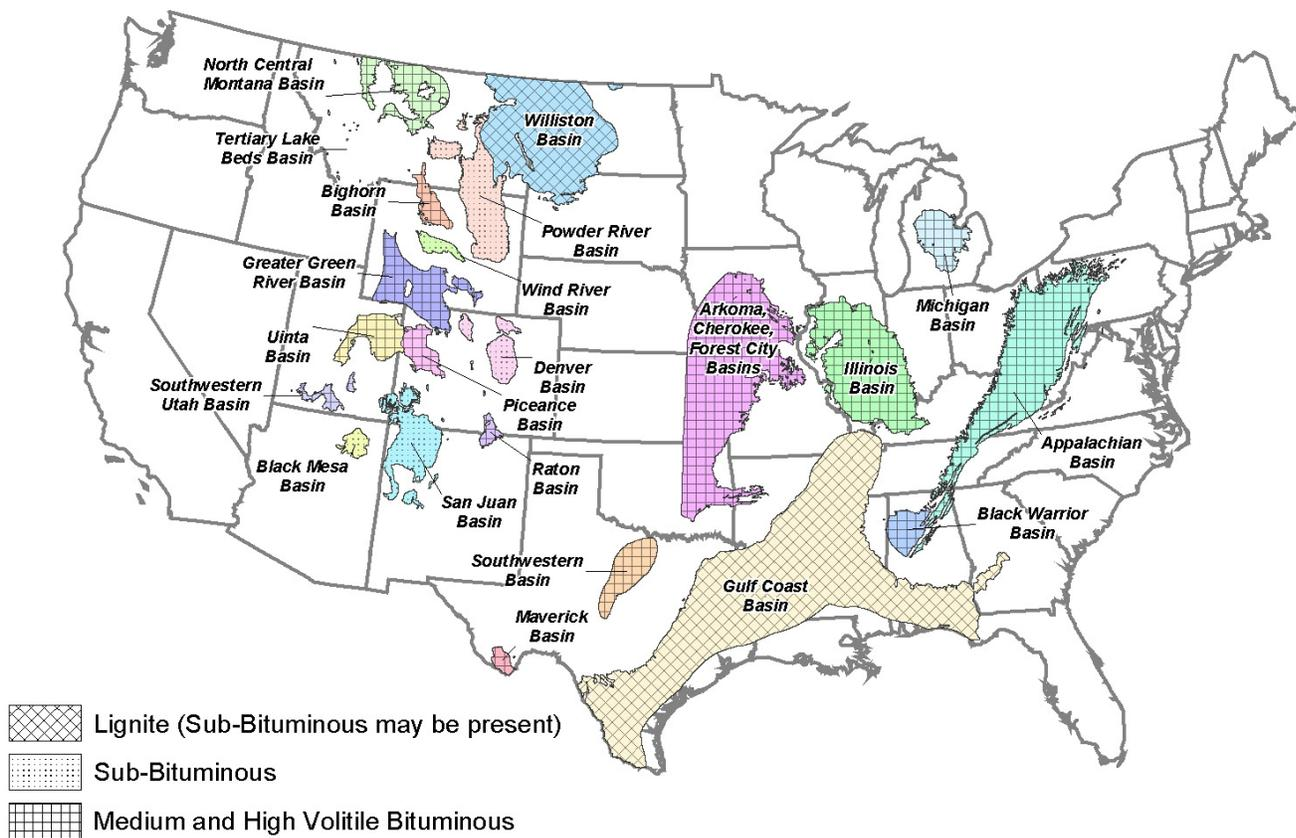 North Central
Montana Basin
Williston
Basin
Tertiary Lake
Beds Basin
Bighorn
Basin
Powder River
Basin
Greater Green
River Basin
Wind River
Basin
Michigan
Basin
Arkoma,
Cherokee,
Forest City
Basins
Uinta
Basin
Illinois
Basin
Denver
Basin
Southwestern
Utah Basin
Piceance
Basin
Appalachian
Basin
Black Mesa
Basin
Raton
Basin
San Juan
Basin
Black Warrior
Basin
Southwestern
Basin
Gulf Coast
Basin
Maverick
Basin
Lignite (Sub-Bituminous may be present)
Sub-Bituminous
Medium and High Volitile Bituminous